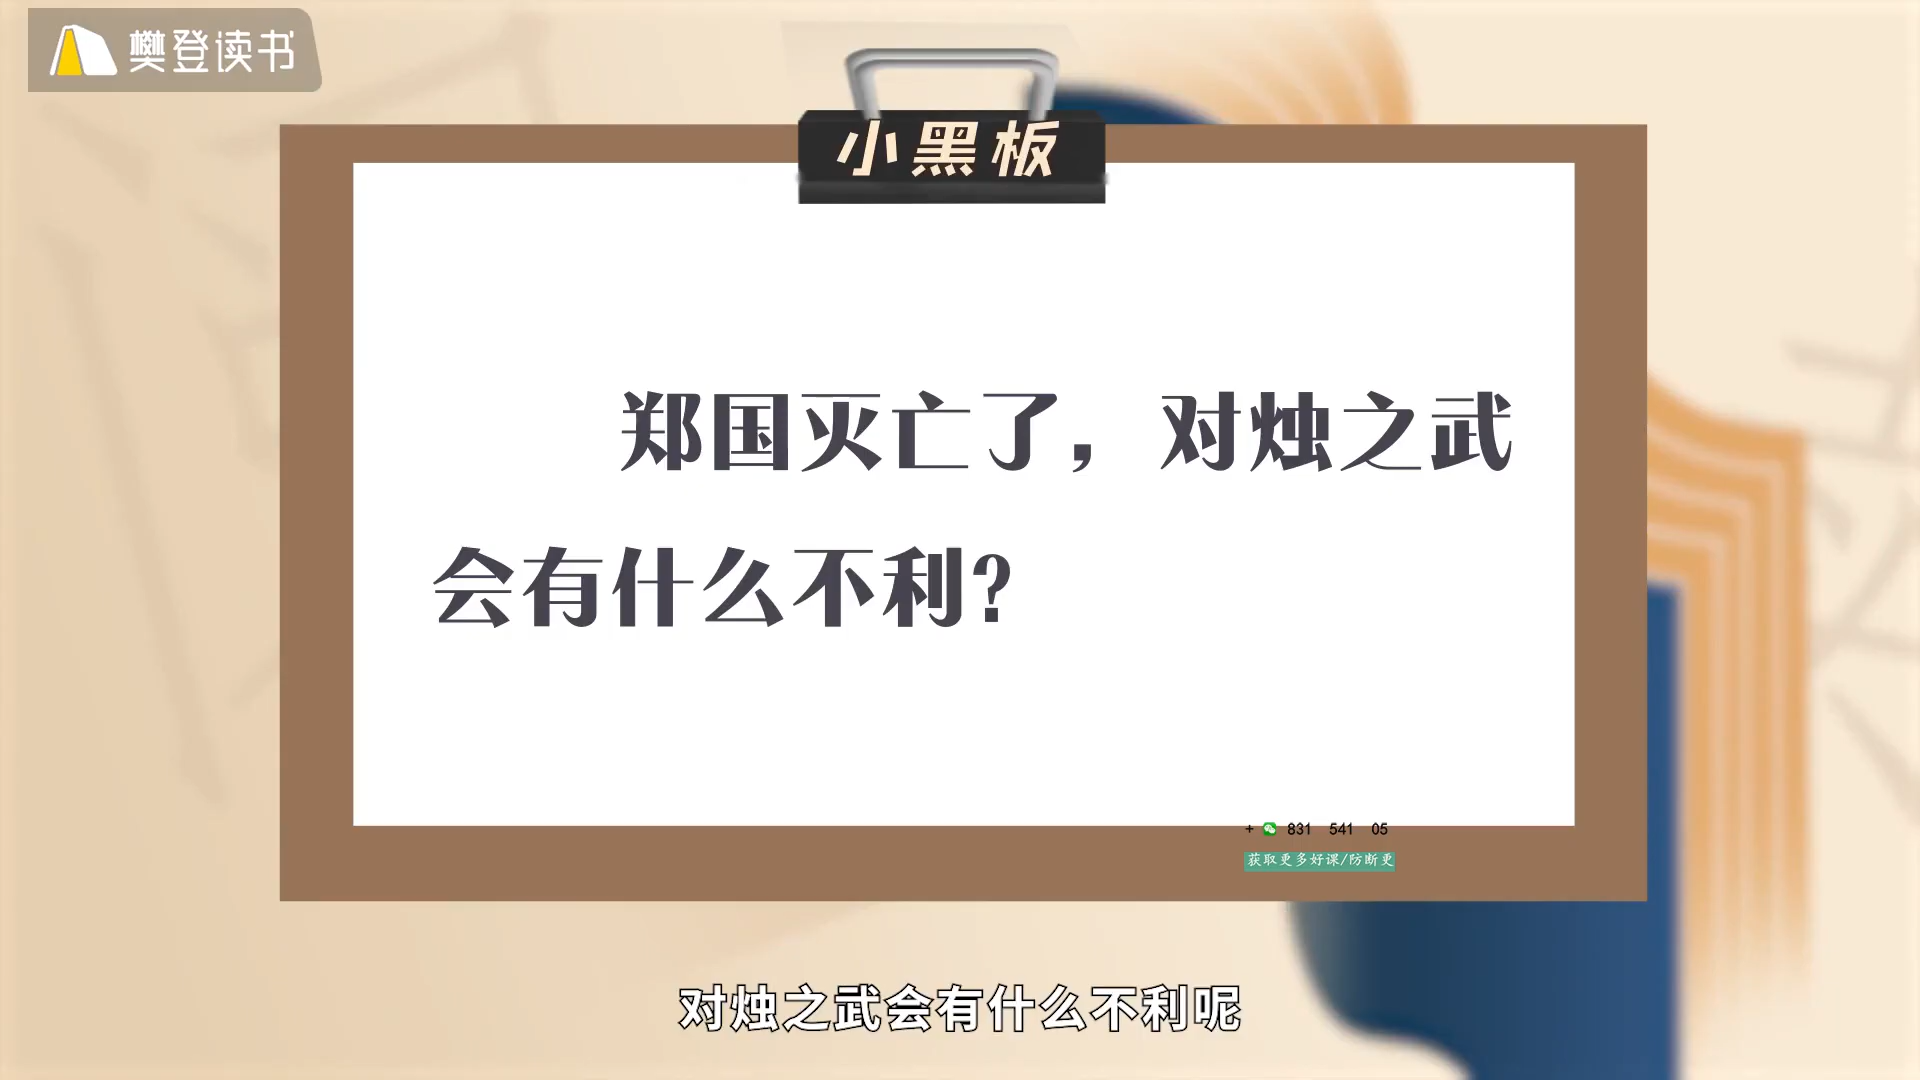 樊登读书
小黑板
郑国灭亡了，对烛之武
会有什么不利？
+ 831 541 05
获取更多好课/防断更
对烛之武会有什么不利呢